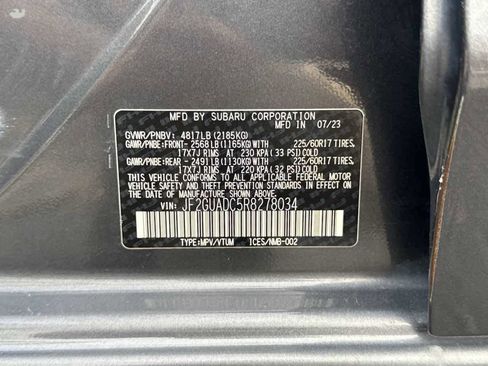 MFD BY SUBARU CORPORATION
MADE IN 07/23
GVWR/PNBV: 4817LB (2185KG)
GAWR/PNBE:FRONT- 2568LB (1165KG)WITH 225/60R17 TIRES,
17X7J RIMS AT 230 KPA (33 PSI)COLD
GAWR/PNBE:REAR - 2491LB (1130KG)WITH 225/60R17 TIRES,
17X7J RIMS AT 220 KPA (32 PSI)COLD
THIS VEHICLE CONFORMS TO ALL APPLICABLE FEDERAL MOTOR VEHICLE SAFETY,
BUMPER, AND THEFT PREVENTION STANDARDS IN EFFECT ON THE DATE OF
MANUFACTURE SHOWN ABOVE.
VIN: JF2GUADC5R8278034
TYPE:MPV/VTUM ICES/NMB-002